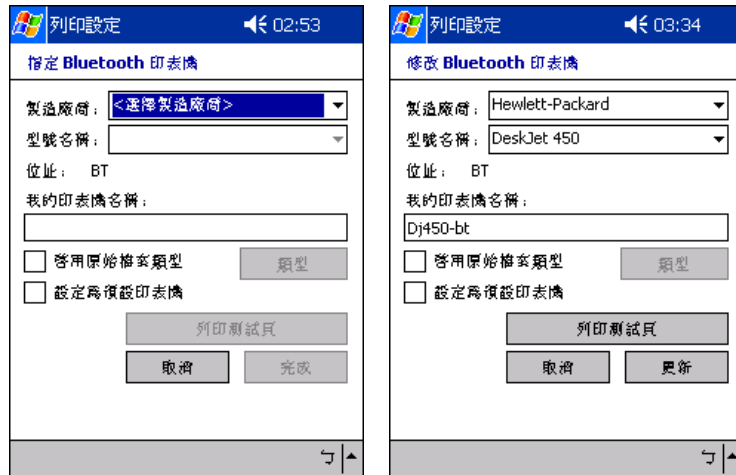 列印設定 02:53
指定 Bluetooth 印表機
製造廠商： <選擇製造廠商>
型號名稱：
位址： BT
我的印表機名稱：
啓用原始檔案類型 類型
設定為預設印表機
列印測試頁
取消 完成
ㄅ
列印設定 03:34
修改 Bluetooth 印表機
製造廠商： Hewlett-Packard
型號名稱： DeskJet 450
位址： BT
我的印表機名稱：
Dj450-bt
啓用原始檔案類型 類型
設定為預設印表機
列印測試頁
取消 更新
ㄅ